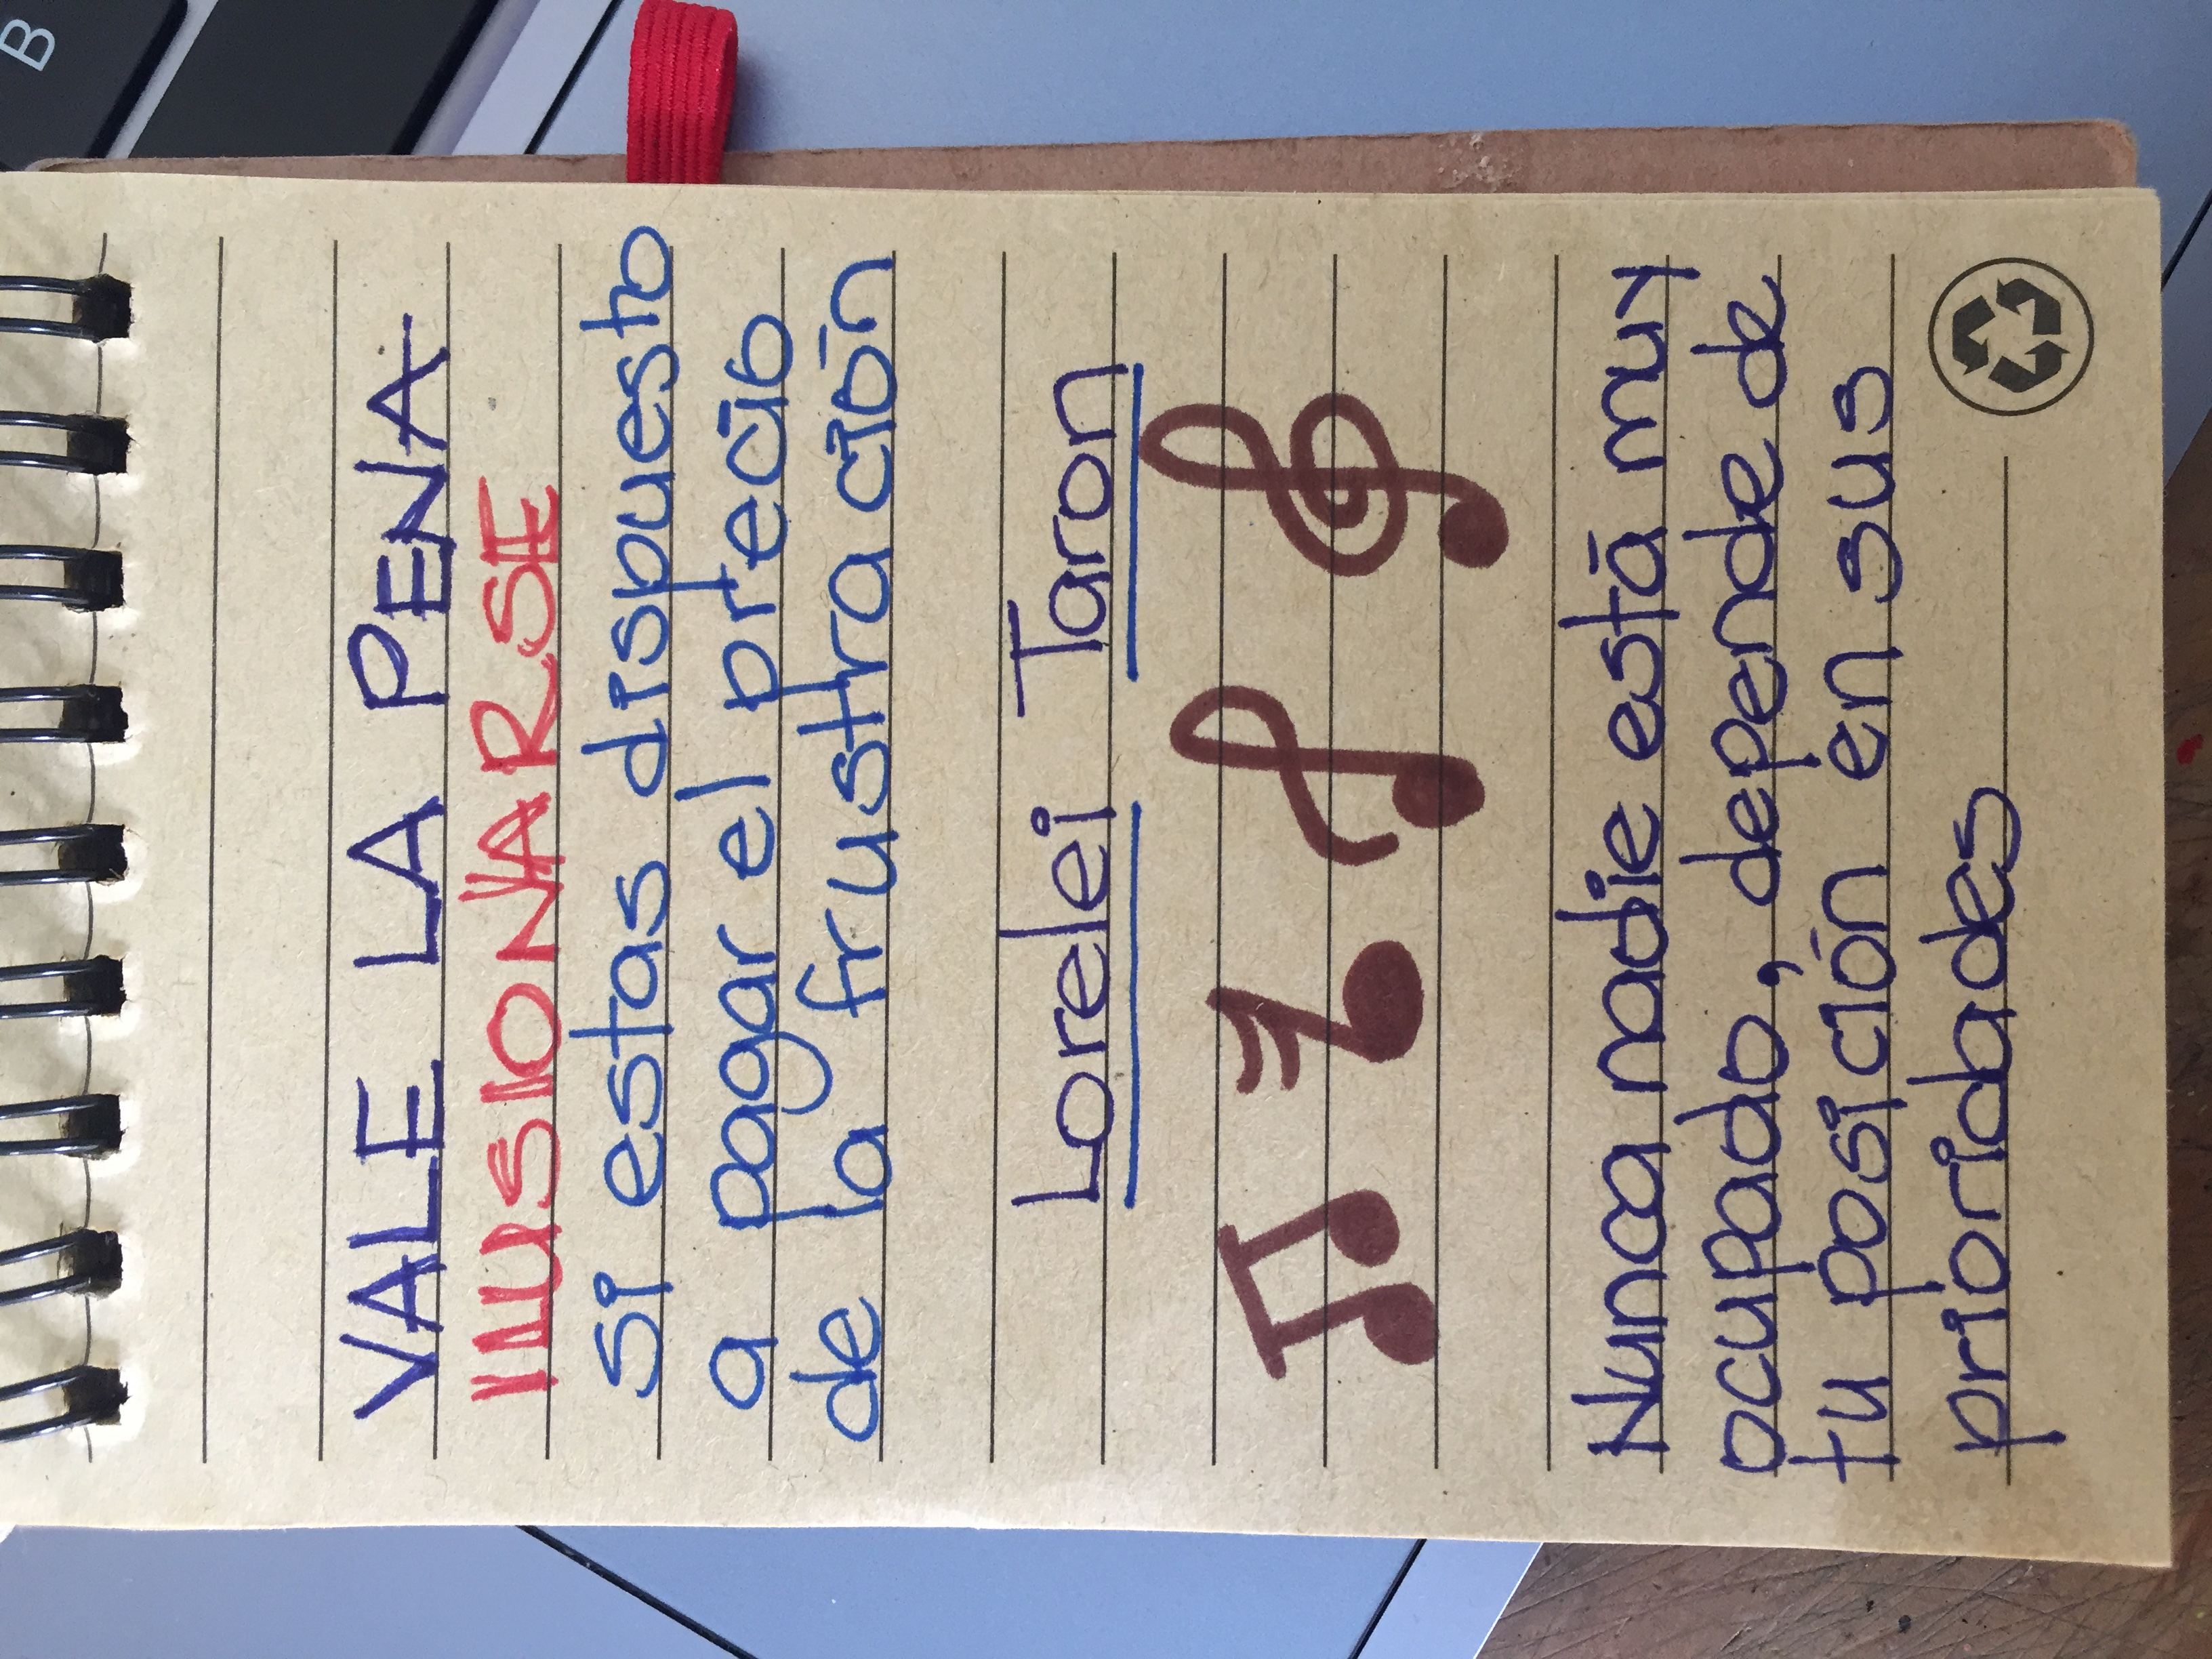 B
VALE LA PENA
ILUSIONARSE
si estas dispuesto
a pagar el precio
de la frustración
Lorelei Taron
Nunca nadie está muy
ocupado, depende de
tu posición en sus
prioridades